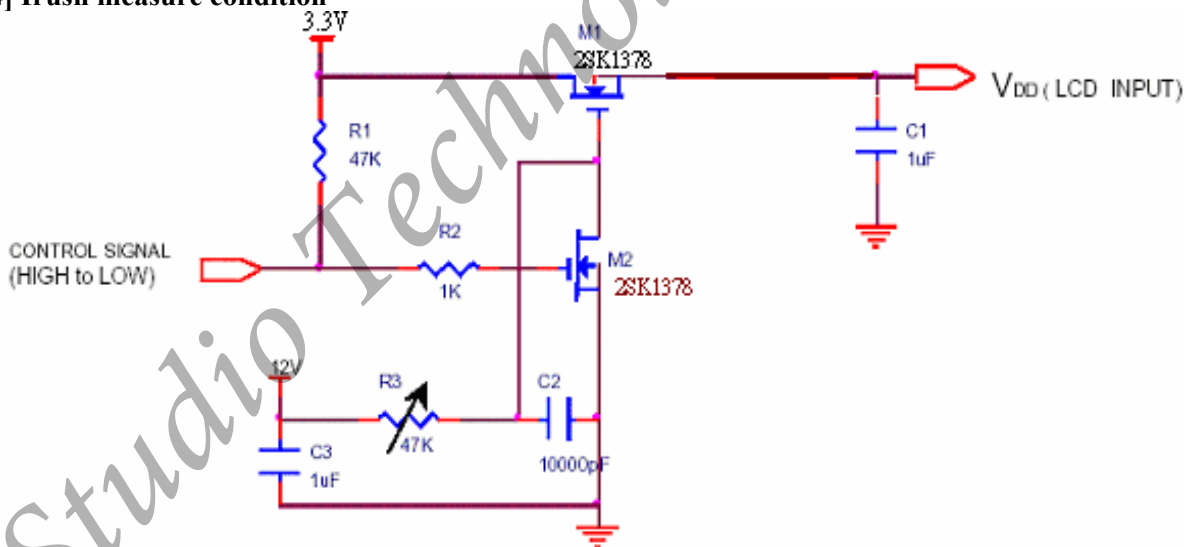 Irush measure condition
3.3V
M1
2SK1378
VDD ( LCD INPUT)
R1
47K
C1
1uF
CONTROL SIGNAL
(HIGH to LOW)
R2
1K
M2
2SK1378
12V
R3
47K
C2
10000pF
C3
1uF
Studio Techno